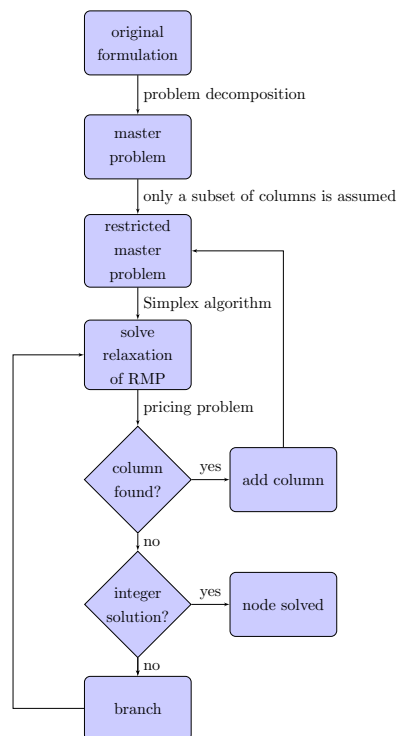 original
formulation
problem decomposition
master
problem
only a subset of columns is assumed
restricted
master
problem
Simplex algorithm
solve
relaxation
of RMP
pricing problem
column
found?
yes
add column
no
integer
solution?
yes
node solved
no
branch